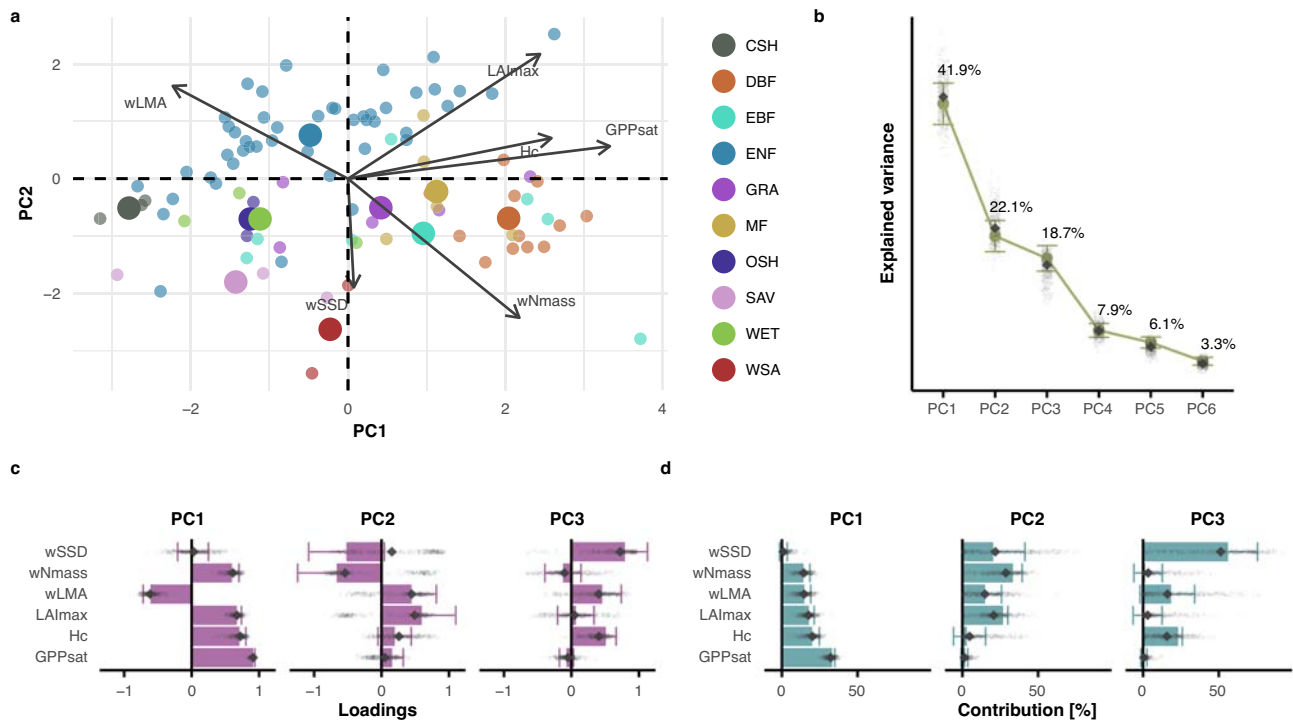 a
PC2
2
0
−2
−2
0
2
4
PC1
wLMA
LAImax
GPPsat
Hc
wSSD
wNmass
CSH
DBF
EBF
ENF
GRA
MF
OSH
SAV
WET
WSA
b
Explained variance
41.9%
22.1%
18.7%
7.9%
6.1%
3.3%
PC1 PC2 PC3 PC4 PC5 PC6
c
PC1 PC2 PC3
wSSD
wNmass
wLMA
LAImax
Hc
GPPsat
−1 0 1 −1 0 1 −1 0 1
Loadings
d
PC1 PC2 PC3
wSSD
wNmass
wLMA
LAImax
Hc
GPPsat
0 50 0 50 0 50
Contribution [%]